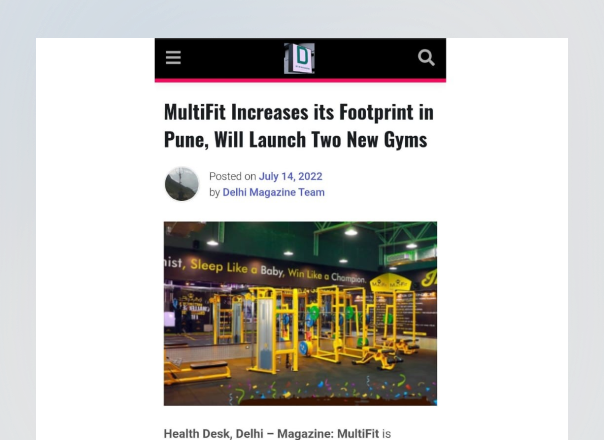 D
MultiFit Increases its Footprint in
Pune, Will Launch Two New Gyms
Posted on July 14, 2022
by Delhi Magazine Team
ist, Sleep Like a Baby, Win Like a Champion.
Health Desk, Delhi – Magazine: MultiFit is